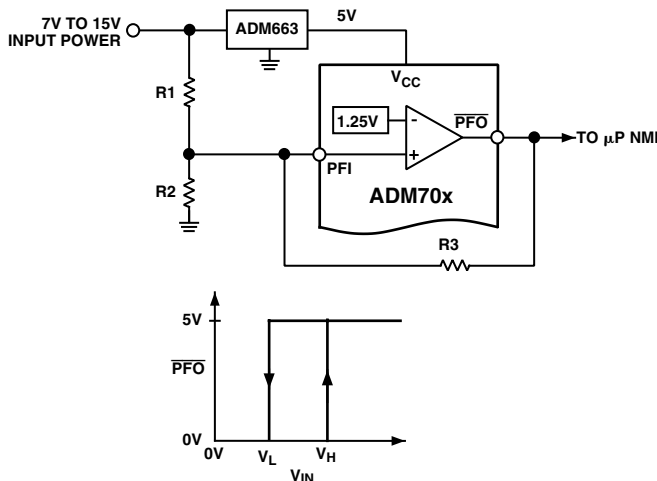 7V TO 15V
INPUT POWER
ADM663
5V
VCC
R1
1.25V
-
PFO
+
TO µP NMI
PFI
R2
ADM70x
R3
5V
PFO
0V
0V
VL
VH
VIN